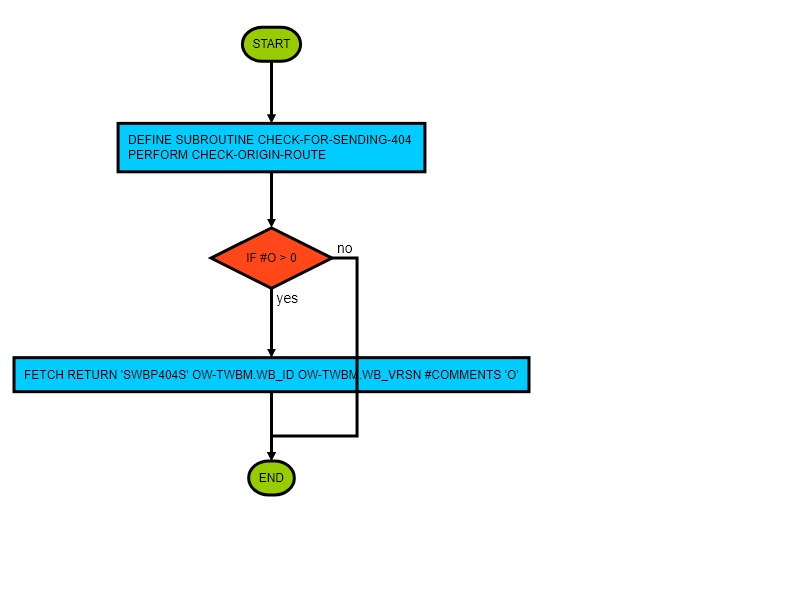 START
DEFINE SUBROUTINE CHECK-FOR-SENDING-404
PERFORM CHECK-ORIGIN-ROUTE
IF #O > 0
no
yes
FETCH RETURN 'SWBP404S' OW-TWBM.WB_ID OW-TWBM.WB_VRSN #COMMENTS 'O'
END